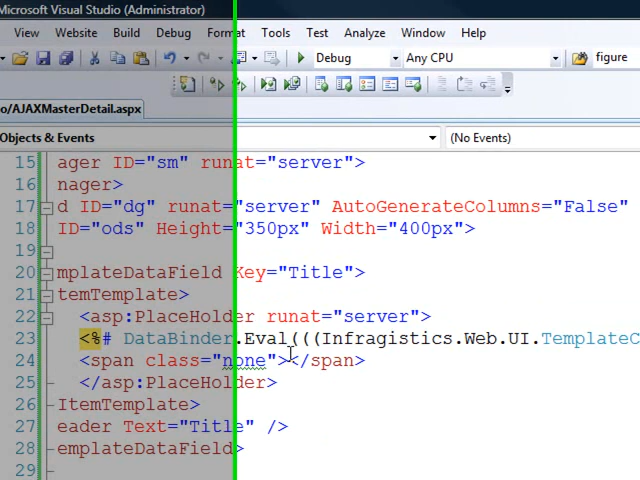 Microsoft Visual Studio (Administrator)
View Website Build Debug Format Tools Test Analyze Window Help
Debug Any CPU figure
o/AJAXMasterDetail.aspx
Objects & Events (No Events)
15 ager ID="sm" runat="server">
16 nager>
17 d ID="dg" runat="server" AutoGenerateColumns="False"
18 ID="ods" Height="350px" Width="400px">
19
20 mplateDataField Key="Title">
21 temTemplate>
22 <asp:PlaceHolder runat="server">
23 <%# DataBinder.Eval(((Infragistics.Web.UI.TemplateC
24 <span class="none"></span>
25 </asp:PlaceHolder>
26 ItemTemplate>
27 eader Text="Title" />
28 emplateDataField>
29